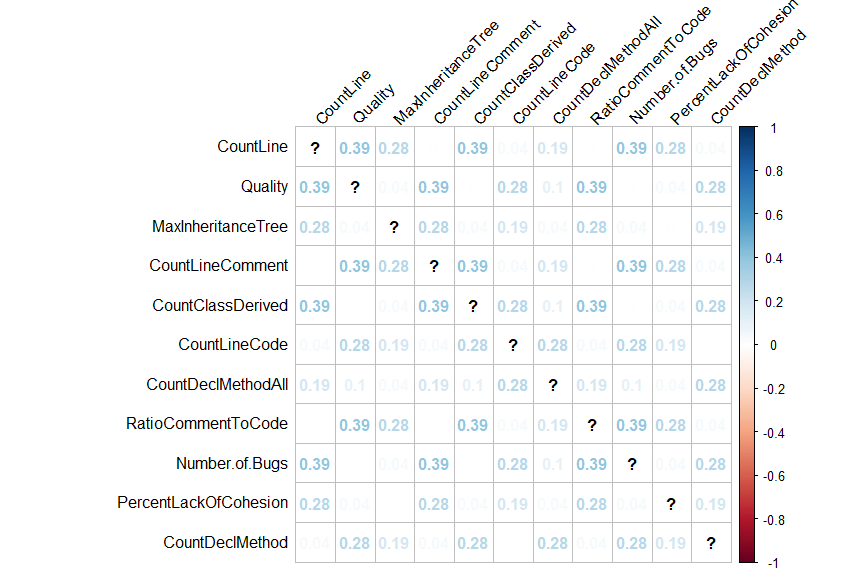 CountLine
Quality
MaxInheritanceTree
CountLineComment
CountClassDerived
CountLineCode
CountDeclMethodAll
RatioCommentToCode
Number.of.Bugs
PercentLackOfCohesion
CountDeclMethod
CountLine ? 0.39 0.28 0.39 0.04 0.19 0.39 0.28 0.04
Quality 0.39 ? 0.04 0.39 0.28 0.1 0.39 0.04 0.28
MaxInheritanceTree 0.28 0.04 ? 0.28 0.04 0.19 0.04 0.28 0.04 0.19
CountLineComment 0.39 0.28 ? 0.39 0.04 0.19 0.39 0.28 0.04
CountClassDerived 0.39 0.04 0.39 ? 0.28 0.1 0.39 0.04 0.28
CountLineCode 0.04 0.28 0.19 0.04 0.28 ? 0.28 0.04 0.28 0.19
CountDeclMethodAll 0.19 0.1 0.04 0.19 0.1 0.28 ? 0.19 0.1 0.04 0.28
RatioCommentToCode 0.39 0.28 0.39 0.04 0.19 ? 0.39 0.28 0.04
Number.of.Bugs 0.39 0.04 0.39 0.28 0.1 0.39 ? 0.04 0.28
PercentLackOfCohesion 0.28 0.04 0.28 0.04 0.19 0.04 0.28 0.04 ? 0.19
CountDeclMethod 0.04 0.28 0.19 0.04 0.28 0.28 0.04 0.28 0.19 ?
1
0.8
0.6
0.4
0.2
0
-0.2
-0.4
-0.6
-0.8
-1